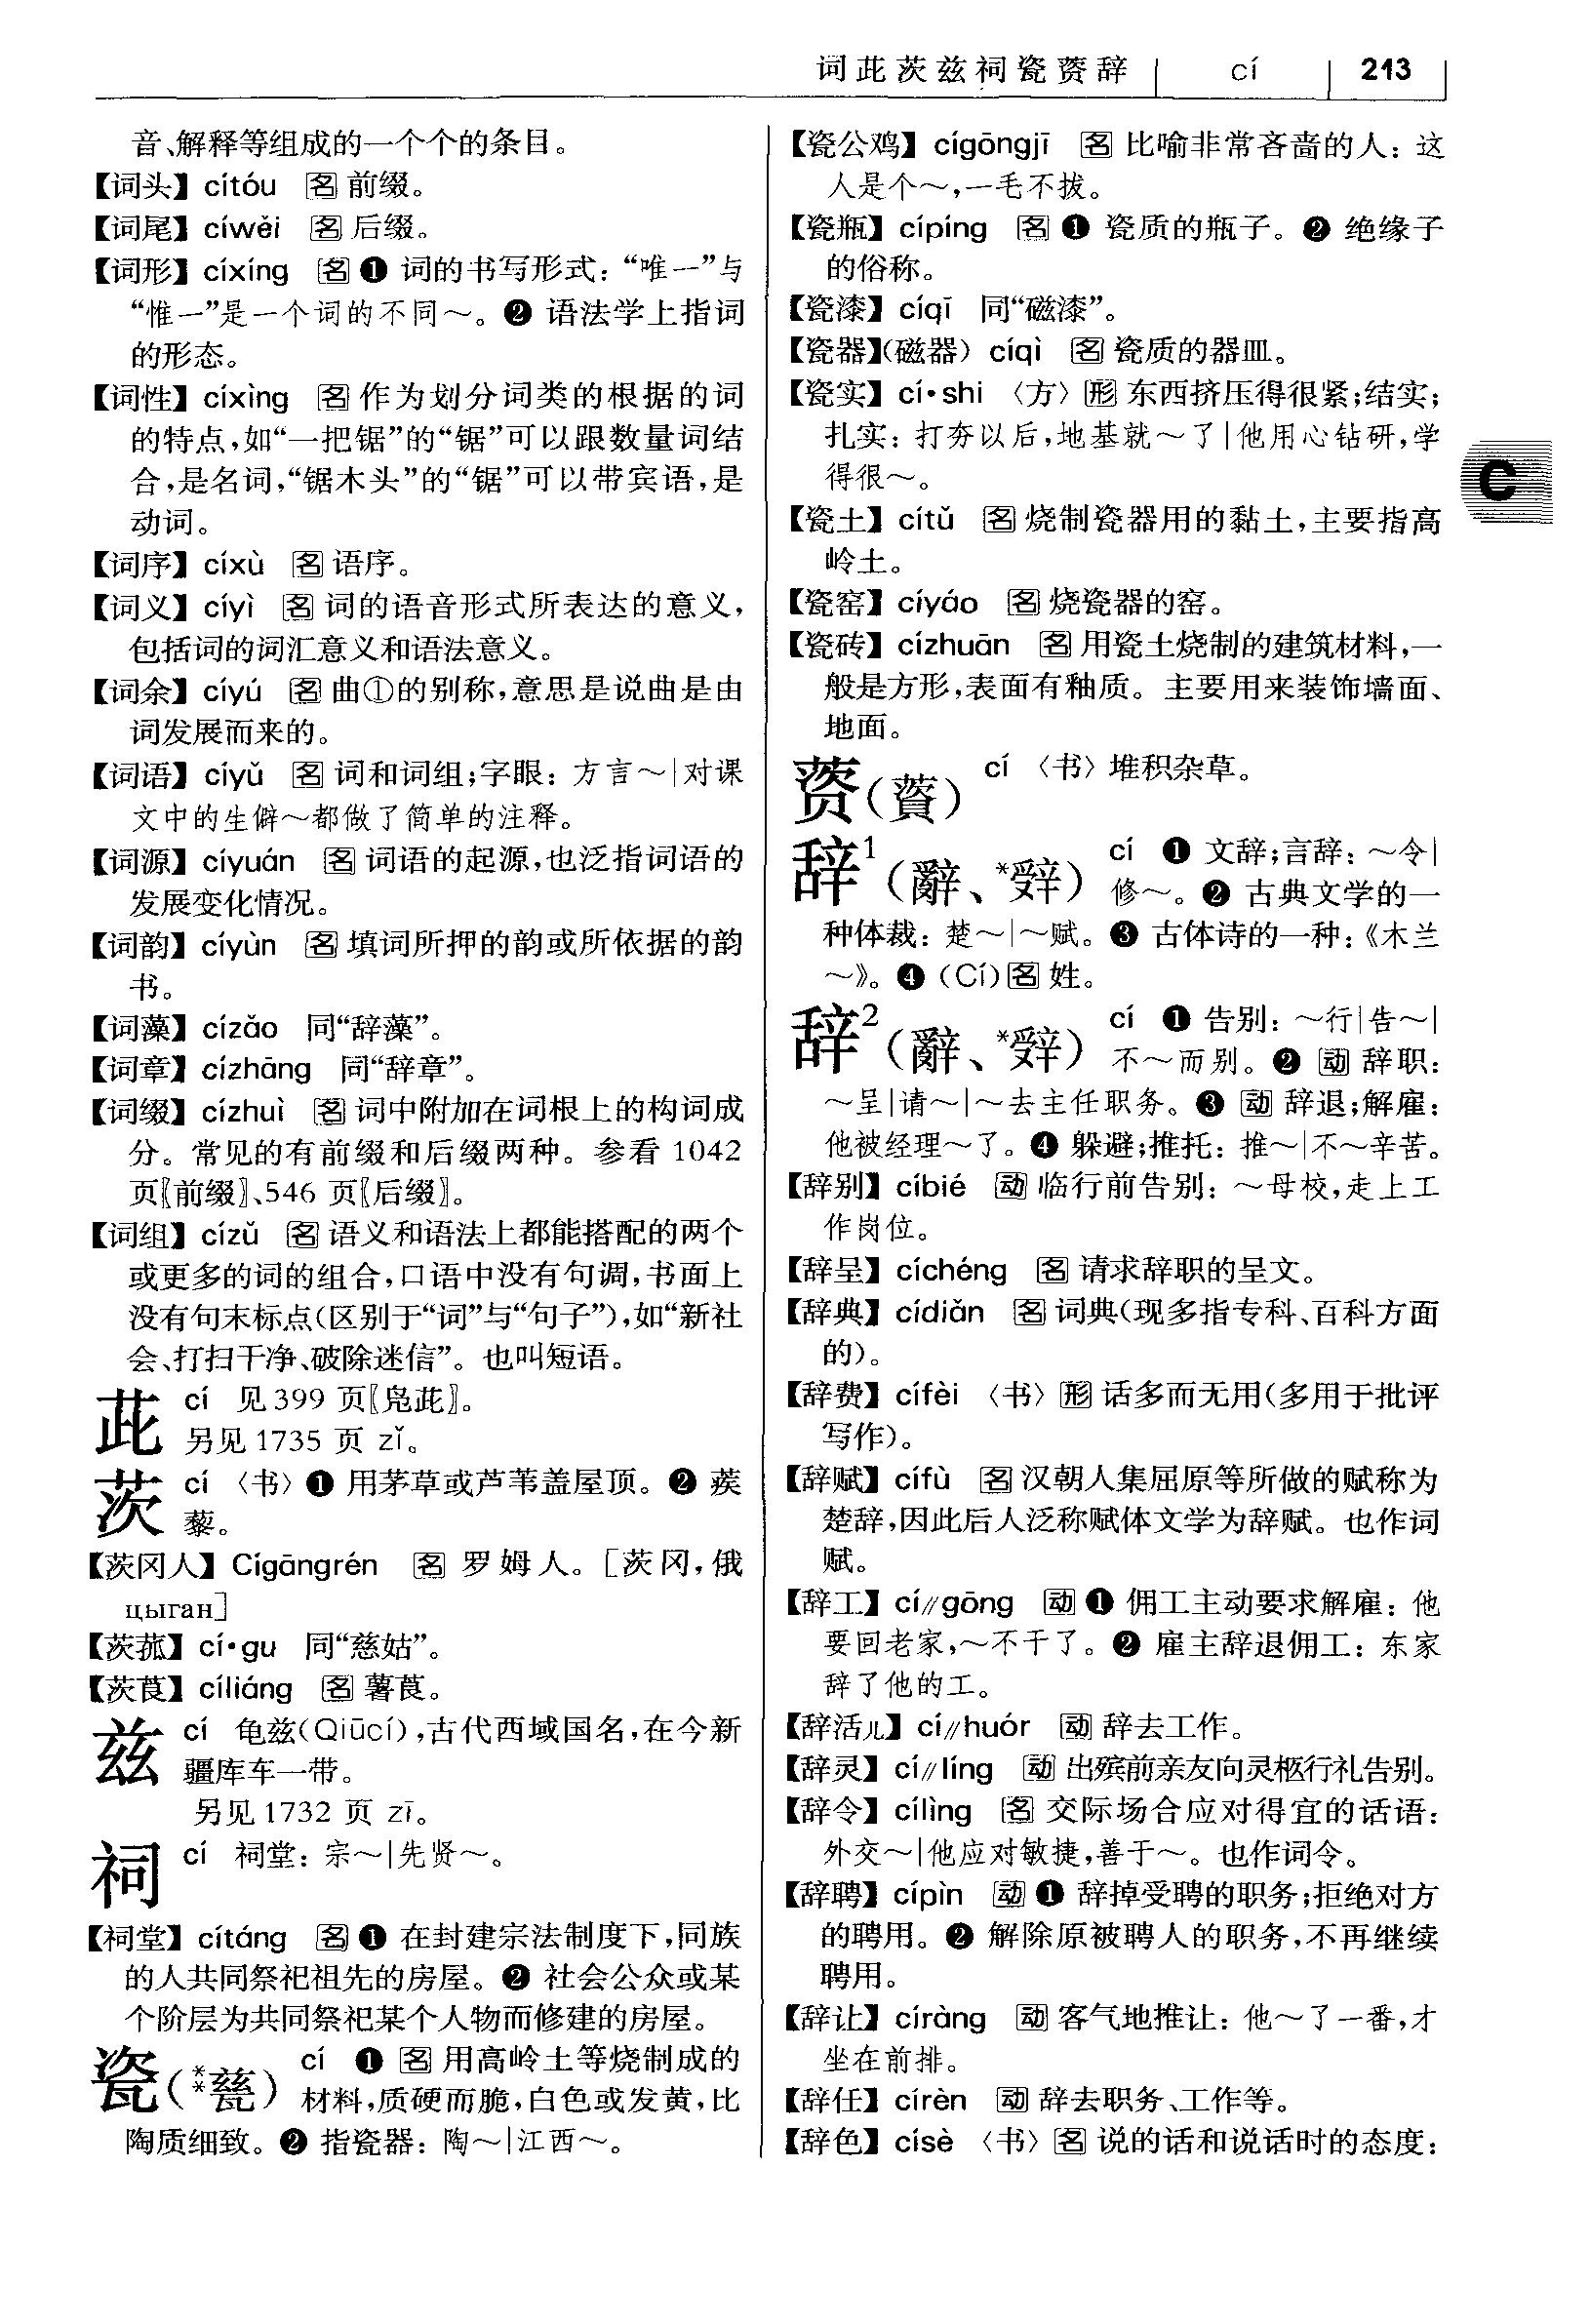 词茈茨兹祠瓷薋辞 cí 213
音、解释等组成的一个个的条目。
【词头】 cítóu 名 前缀。
【词尾】 cíwěi 名 后缀。
【词形】 cíxíng 名 ❶ 词的书写形式：“唯一”与
“惟一”是一个词的不同～。❷ 语法学上指词
的形态。
【词性】 cíxìng 名 作为划分词类的根据的词
的特点，如“一把锯”的“锯”可以跟数量词结
合，是名词，“锯木头”的“锯”可以带宾语，是
动词。
【词序】 cíxù 名 语序。
【词义】 cíyì 名 词的语音形式所表达的意义，
包括词的词汇意义和语法意义。
【词余】 cíyú 名 曲①的别称，意思是说曲是由
词发展而来的。
【词语】 cíyǔ 名 词和词组；字眼：方言～|对课
文中的生僻～都做了简单的注释。
【词源】 cíyuán 名 词语的起源，也泛指词语的
发展变化情况。
【词韵】 cíyùn 名 填词所押的韵或所依据的韵
书。
【词藻】 cízǎo 同“辞藻”。
【词章】 cízhāng 同“辞章”。
【词缀】 cízhuì 名 词中附加在词根上的构词成
分。常见的有前缀和后缀两种。参看 1042
页〖前缀〗、546 页〖后缀〗。
【词组】 cízǔ 名 语义和语法上都能搭配的两个
或更多的词的组合，口语中没有句调，书面上
没有句末标点（区别于“词”与“句子”），如“新社
会、打扫干净、破除迷信”。也叫短语。
茈 cí 见 399 页〖凫茈〗。
另见 1735 页 zǐ。
茨 cí 〈书〉❶ 用茅草或芦苇盖屋顶。❷ 蒺
藜。
【茨冈人】 Cígāngrén 名 罗姆人。[茨冈，俄
цыган]
【茨菰】 cí·gu 同“慈姑”。
【茨莨】 cíliáng 名 薯莨。
兹 cí 龟兹（Qiūcí），古代西域国名，在今新
疆库车一带。
另见 1732 页 zī。
祠 cí 祠堂：宗～|先贤～。
【祠堂】 cítáng 名 ❶ 在封建宗法制度下，同族
的人共同祭祀祖先的房屋。❷ 社会公众或某
个阶层为共同祭祀某个人物而修建的房屋。
瓷（**甆） cí ❶ 名 用高岭土等烧制成的
材料，质硬而脆，白色或发黄，比
陶质细致。❷ 指瓷器：陶～|江西～。
【瓷公鸡】 cígōngjī 名 比喻非常吝啬的人：这
人是个～，一毛不拔。
【瓷瓶】 cípíng 名 ❶ 瓷质的瓶子。❷ 绝缘子
的俗称。
【瓷漆】 cíqī 同“磁漆”。
【瓷器】（磁器） cíqì 名 瓷质的器皿。
【瓷实】 cí·shi 〈方〉 形 东西挤压得很紧；结实；
扎实：打夯以后，地基就～了|他用心钻研，学
得很～。
【瓷土】 cítǔ 名 烧制瓷器用的黏土，主要指高
岭土。
【瓷窑】 cíyáo 名 烧瓷器的窑。
【瓷砖】 cízhuān 名 用瓷土烧制的建筑材料，一
般是方形，表面有釉质。主要用来装饰墙面、
地面。
薋（薋） cí 〈书〉堆积杂草。
辞1（辭、*辤） cí ❶ 文辞；言辞：～令|
修～。❷ 古典文学的一
种体裁：楚～|～赋。❸ 古体诗的一种：《木兰
～》。❹ （Cí）名 姓。
辞2（辭、*辤） cí ❶ 告别：～行|告～|
不～而别。❷ 动 辞职：
～呈|请～|～去主任职务。❸ 动 辞退；解雇：
他被经理～了。❹ 躲避；推托：推～|不～辛苦。
【辞别】 cíbié 动 临行前告别：～母校，走上工
作岗位。
【辞呈】 cíchéng 名 请求辞职的呈文。
【辞典】 cídiǎn 名 词典（现多指专科、百科方面
的）。
【辞费】 cífèi 〈书〉 形 话多而无用（多用于批评
写作）。
【辞赋】 cífù 名 汉朝人集屈原等所做的赋称为
楚辞，因此后人泛称赋体文学为辞赋。也作词
赋。
【辞工】 cí//gōng 动 ❶ 佣工主动要求解雇：他
要回老家，～不干了。❷ 雇主辞退佣工：东家
辞了他的工。
【辞活儿】 cí//huór 动 辞去工作。
【辞灵】 cí//líng 动 出殡前亲友向灵柩行礼告别。
【辞令】 cílìng 名 交际场合应对得宜的话语：
外交～|他应对敏捷，善于～。也作词令。
【辞聘】 cípìn 动 ❶ 辞掉受聘的职务；拒绝对方
的聘用。❷ 解除原被聘人的职务，不再继续
聘用。
【辞让】 círàng 动 客气地推让：他～了一番，才
坐在前排。
【辞任】 círèn 动 辞去职务、工作等。
【辞色】 císè 〈书〉 名 说的话和说话时的态度：
C